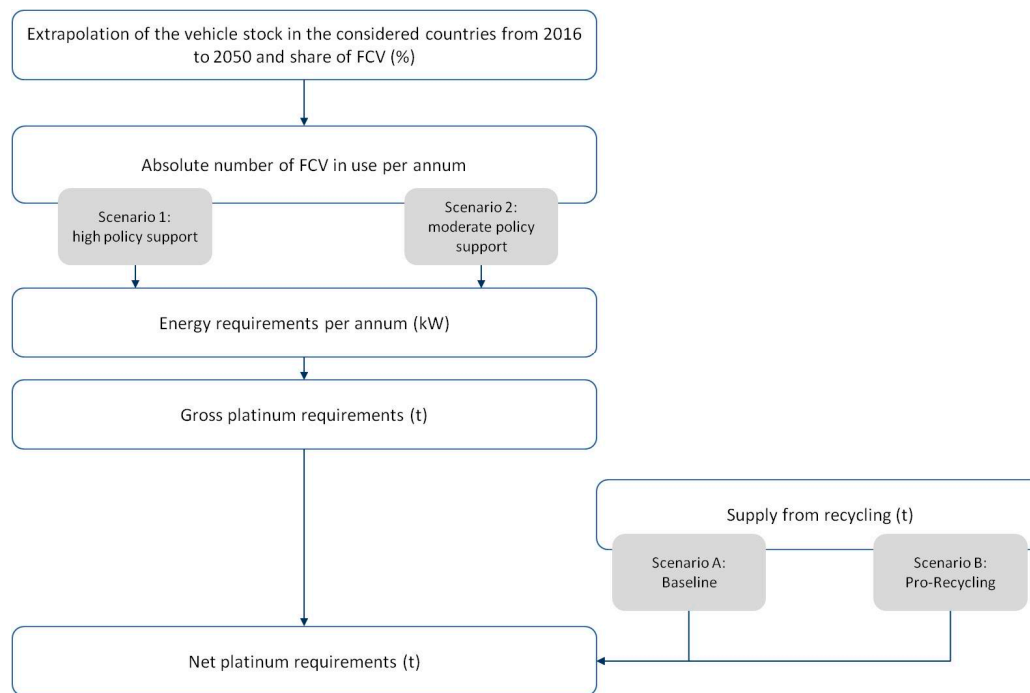 Extrapolation of the vehicle stock in the considered countries from 2016
to 2050 and share of FCV (%)
Absolute number of FCV in use per annum
Scenario 1:
high policy support
Scenario 2:
moderate policy
support
Energy requirements per annum (kW)
Gross platinum requirements (t)
Supply from recycling (t)
Scenario A:
Baseline
Scenario B:
Pro-Recycling
Net platinum requirements (t)